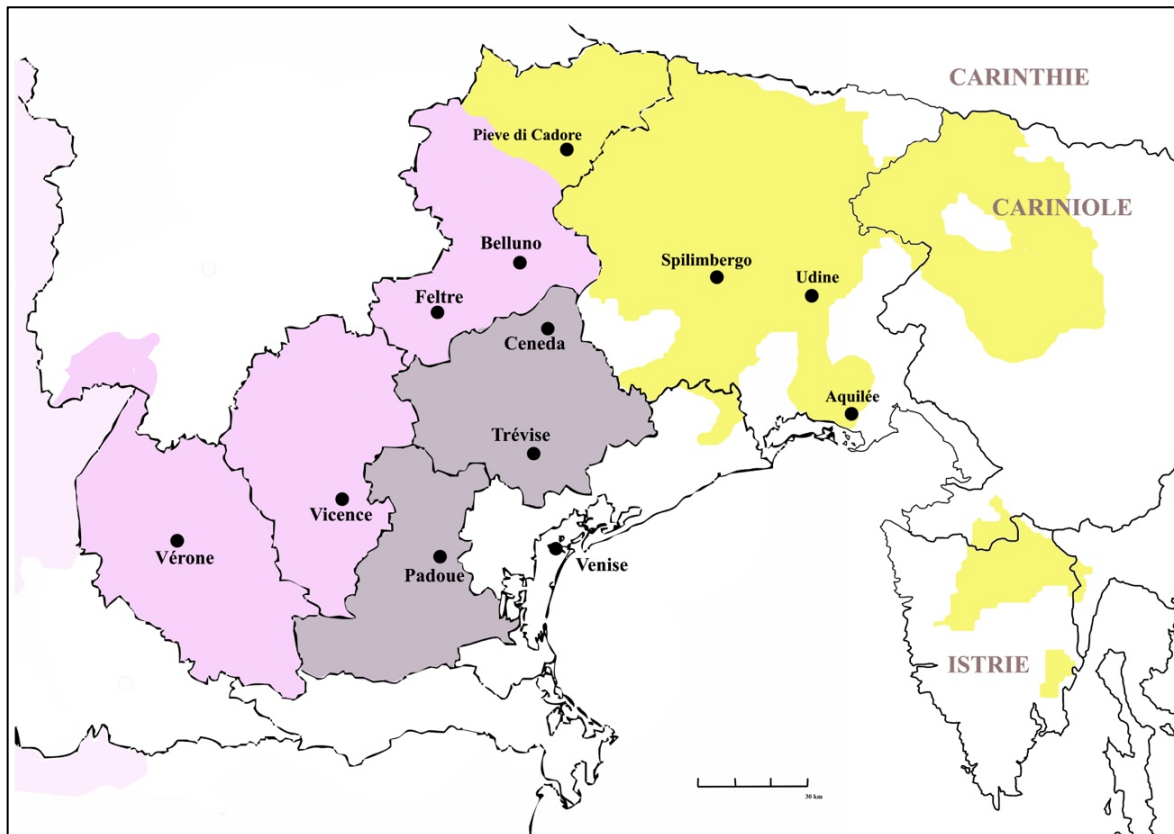 CARINTHIE
Pieve di Cadore
CARINIOLE
Belluno
Spilimbergo
Udine
Feltre
Ceneda
Aquilée
Trévise
Vicence
Vérone
Padoue
Venise
ISTRIE
30 km